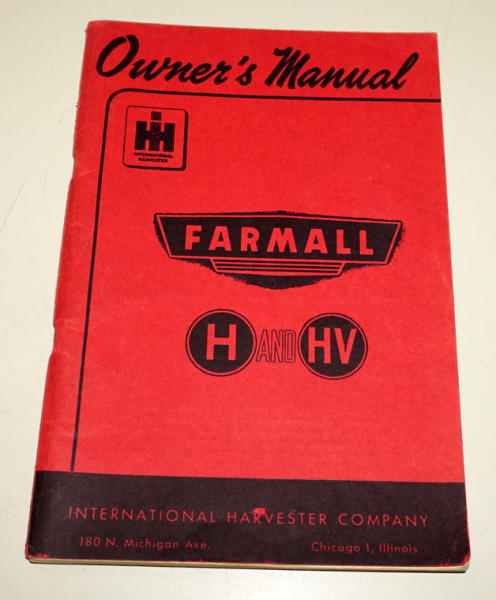 Owner's Manual
IH
INTERNATIONAL
HARVESTER
FARMALL
H AND HV
INTERNATIONAL HARVESTER COMPANY
180 N. Michigan Ave. Chicago 1, Illinois